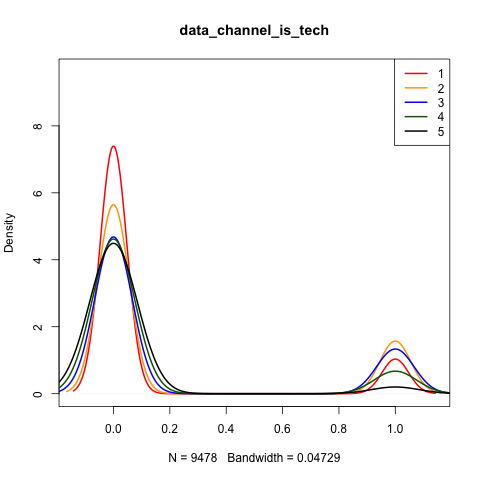 data_channel_is_tech
1
2
3
4
5
Density
8
6
4
2
0
0.0 0.2 0.4 0.6 0.8 1.0
N = 9478 Bandwidth = 0.04729